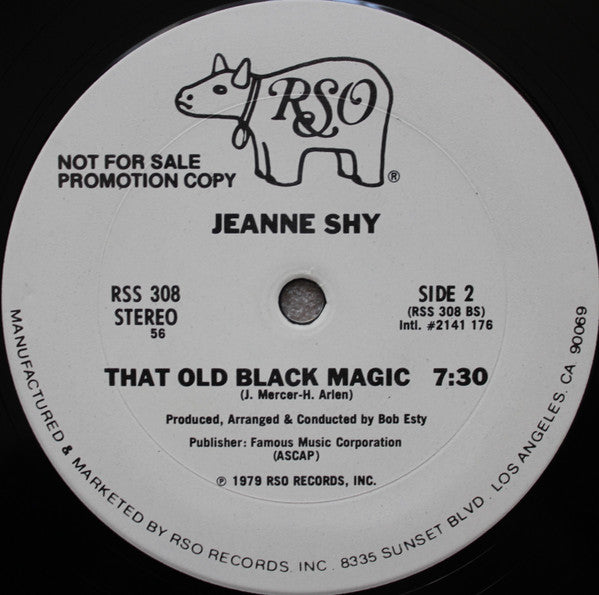 RSO
®
NOT FOR SALE
PROMOTION COPY
JEANNE SHY
RSS 308
STEREO
56
SIDE 2
(RSS 308 BS)
Intl. #2141 176
THAT OLD BLACK MAGIC 7:30
(J. Mercer-H. Arlen)
Produced, Arranged & Conducted by Bob Esty
Publisher: Famous Music Corporation
(ASCAP)
℗ 1979 RSO RECORDS, INC.
MANUFACTURED & MARKETED BY RSO RECORDS, INC. 8335 SUNSET BLVD. LOS ANGELES, CA 90069